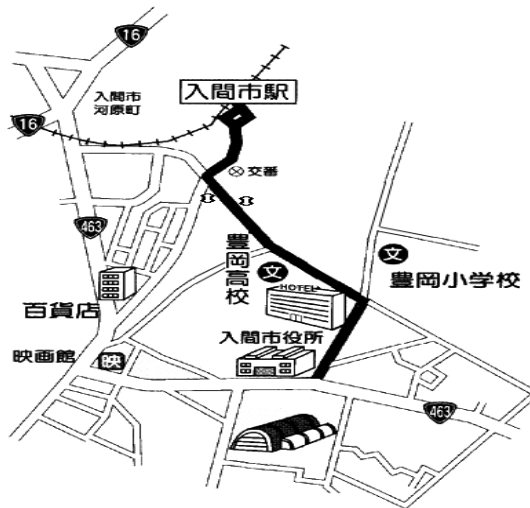 16
入間市
河原町
入間市駅
16
交番
463
豊岡高校
文
文
豊岡小学校
HOTEL
百貨店
入間市役所
映画館
映
463